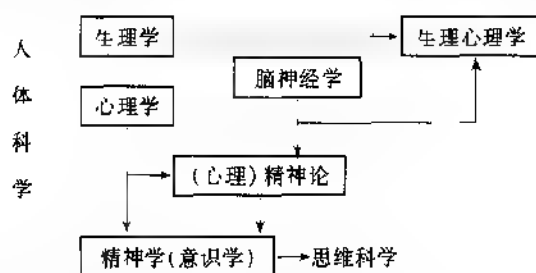 人体科学
生理学
生理心理学
脑神经学
心理学
(心理)精神论
精神学(意识学)
思维科学